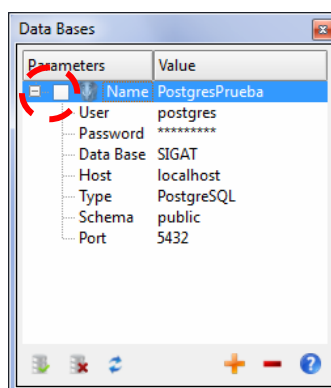 Data Bases
Parameters Value
Name PostgresPrueba
User postgres
Password *********
Data Base SIGAT
Host localhost
Type PostgreSQL
Schema public
Port 5432